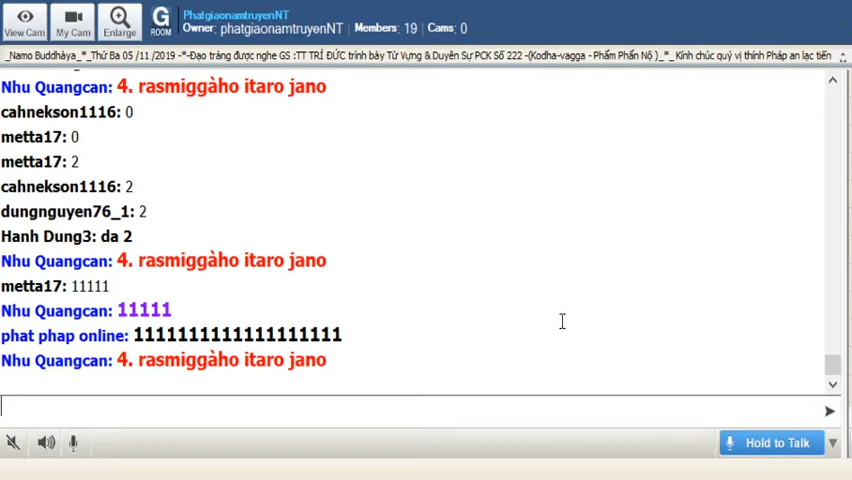 PhatgiaonamtruyenNT
Owner: phatgiaonamtruyenNT Members: 19 Cams: 0
View Cam My Cam Enlarge G ROOM
_Namo Buddhàya_*_Thứ Ba 05 /11 /2019 -*-Đạo tràng được nghe GS :TT TRÍ ĐỨC trình bày Từ Vựng & Duyên Sự PCK Số 222 -(Kodha-vagga - Phẩm Phẫn Nộ )_*_ Kính chúc quý vị thính Pháp an lạc tiến
Nhu Quangcan: 4. rasmiggàho itaro jano
cahnekson1116: 0
metta17: 0
metta17: 2
cahnekson1116: 2
dungnguyen76_1: 2
Hanh Dung3: da 2
Nhu Quangcan: 4. rasmiggàho itaro jano
metta17: 11111
Nhu Quangcan: 11111
phat phap online: 1111111111111111111
Nhu Quangcan: 4. rasmiggàho itaro jano
Hold to Talk